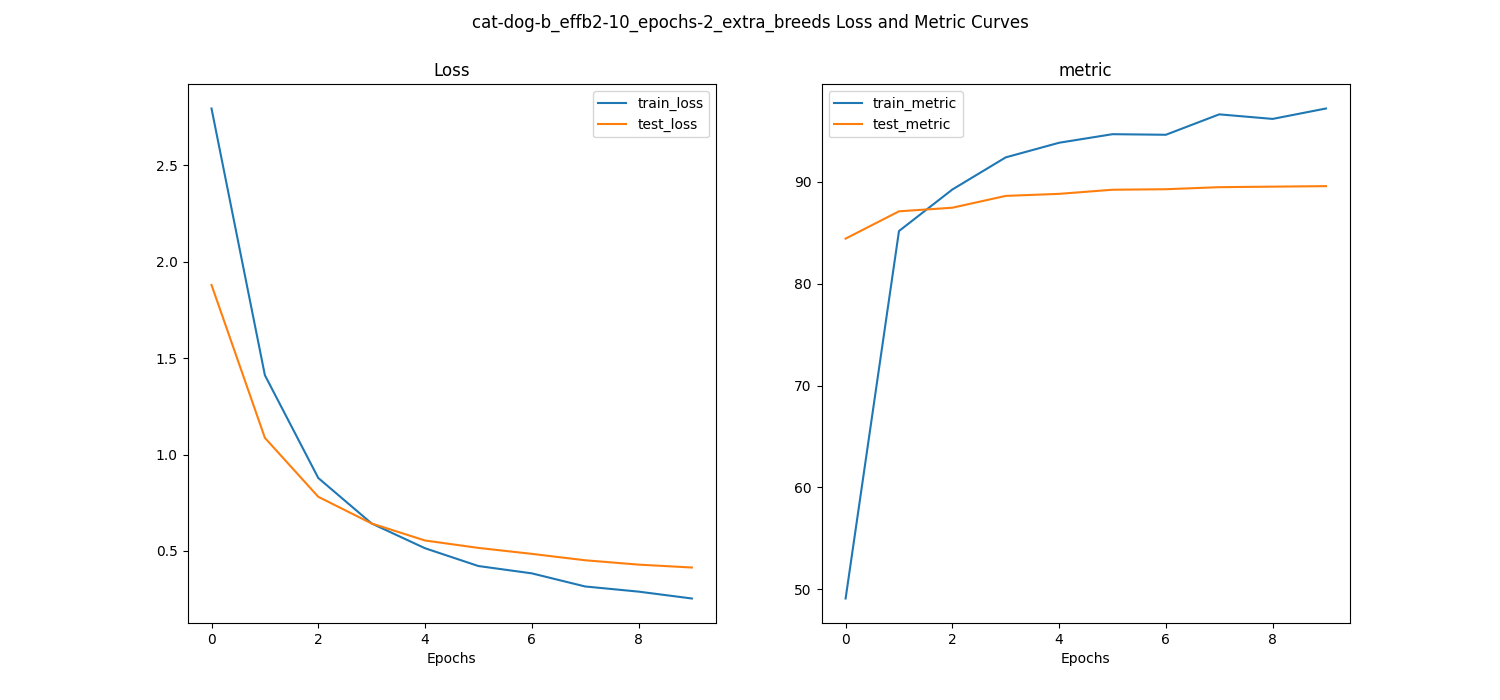 cat-dog-b_effb2-10_epochs-2_extra_breeds Loss and Metric Curves
Loss
train_loss
test_loss
2.5
2.0
1.5
1.0
0.5
0 2 4 6 8
Epochs
metric
train_metric
test_metric
90
80
70
60
50
0 2 4 6 8
Epochs